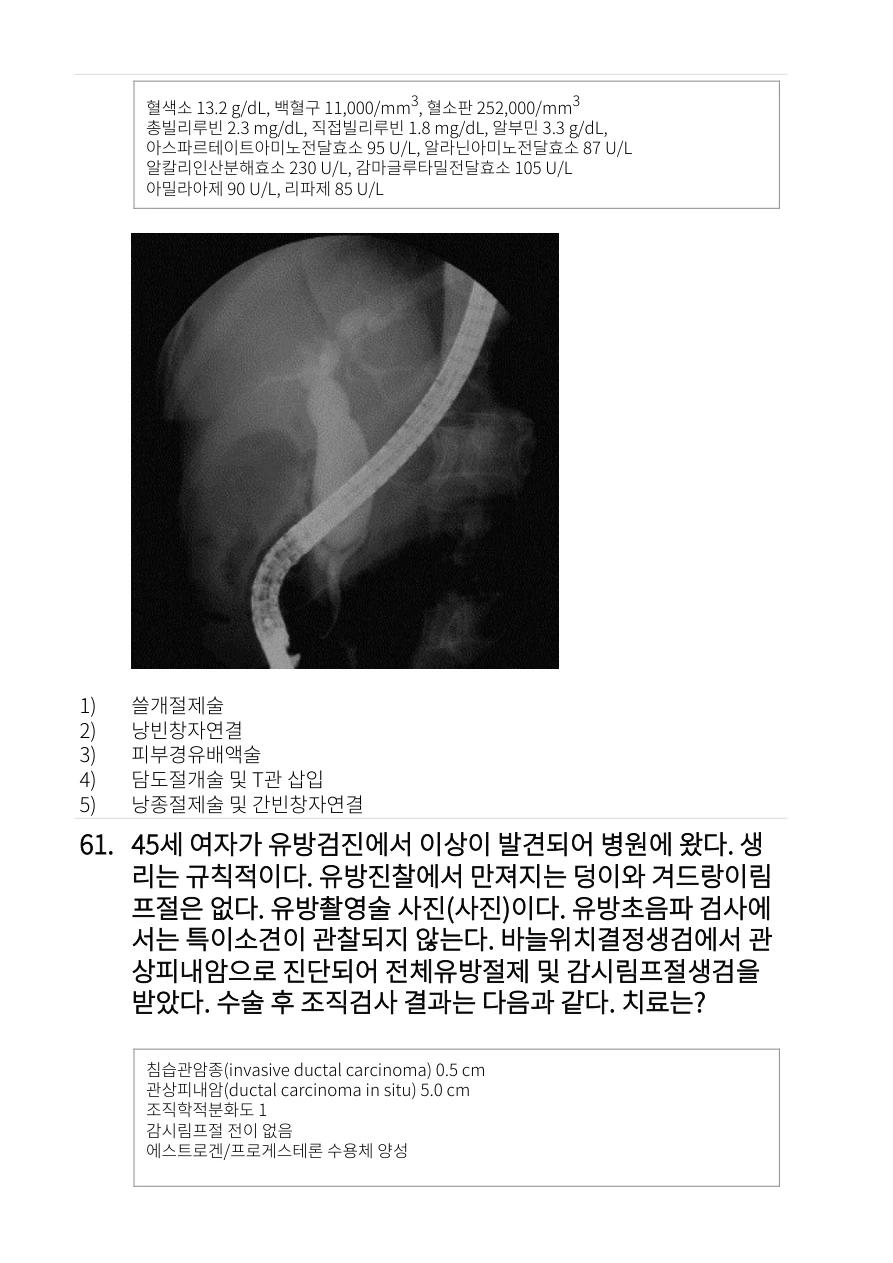 혈색소 13.2 g/dL, 백혈구 11,000/mm³, 혈소판 252,000/mm³
총빌리루빈 2.3 mg/dL, 직접빌리루빈 1.8 mg/dL, 알부민 3.3 g/dL,
아스파르테이트아미노전달효소 95 U/L, 알라닌아미노전달효소 87 U/L
알칼리인산분해효소 230 U/L, 감마글루타밀전달효소 105 U/L
아밀라아제 90 U/L, 리파제 85 U/L
1) 쓸개절제술
2) 낭빈창자연결
3) 피부경유배액술
4) 담도절개술 및 T관 삽입
5) 낭종절제술 및 간빈창자연결
61. 45세 여자가 유방검진에서 이상이 발견되어 병원에 왔다. 생
리는 규칙적이다. 유방진찰에서 만져지는 덩이와 겨드랑이림
프절은 없다. 유방촬영술 사진(사진)이다. 유방초음파 검사에
서는 특이소견이 관찰되지 않는다. 바늘위치결정생검에서 관
상피내암으로 진단되어 전체유방절제 및 감시림프절생검을
받았다. 수술 후 조직검사 결과는 다음과 같다. 치료는?
침습관암종(invasive ductal carcinoma) 0.5 cm
관상피내암(ductal carcinoma in situ) 5.0 cm
조직학적분화도 1
감시림프절 전이 없음
에스트로겐/프로게스테론 수용체 양성